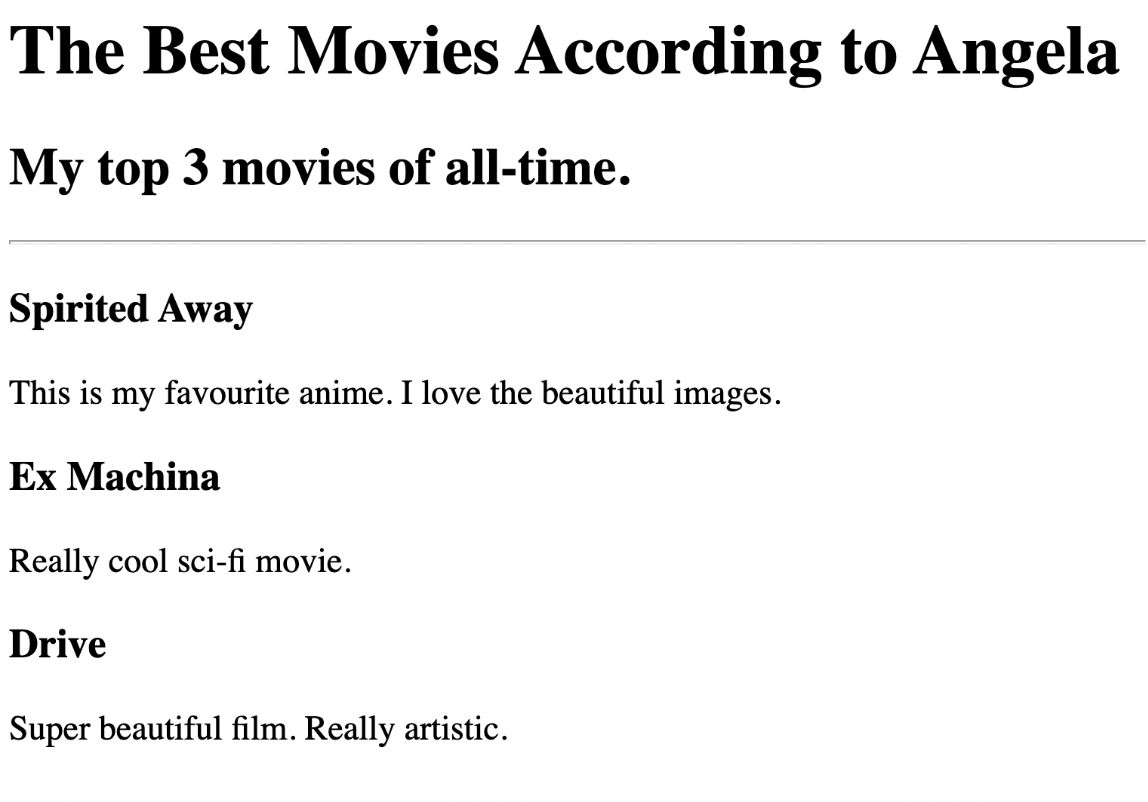 The Best Movies According to Angela
My top 3 movies of all-time.
Spirited Away
This is my favourite anime. I love the beautiful images.
Ex Machina
Really cool sci-fi movie.
Drive
Super beautiful film. Really artistic.